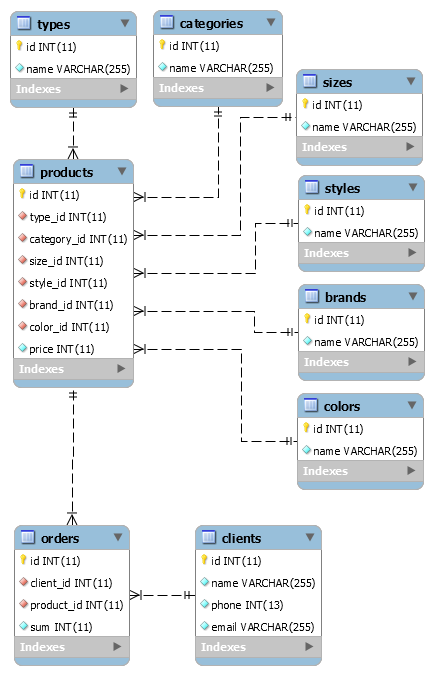 types
id INT(11)
name VARCHAR(255)
Indexes
categories
id INT(11)
name VARCHAR(255)
Indexes
sizes
id INT(11)
name VARCHAR(255)
Indexes
products
id INT(11)
type_id INT(11)
category_id INT(11)
size_id INT(11)
style_id INT(11)
brand_id INT(11)
color_id INT(11)
price INT(11)
Indexes
styles
id INT(11)
name VARCHAR(255)
Indexes
brands
id INT(11)
name VARCHAR(255)
Indexes
colors
id INT(11)
name VARCHAR(255)
Indexes
orders
id INT(11)
client_id INT(11)
product_id INT(11)
sum INT(11)
Indexes
clients
id INT(11)
name VARCHAR(255)
phone INT(13)
email VARCHAR(255)
Indexes